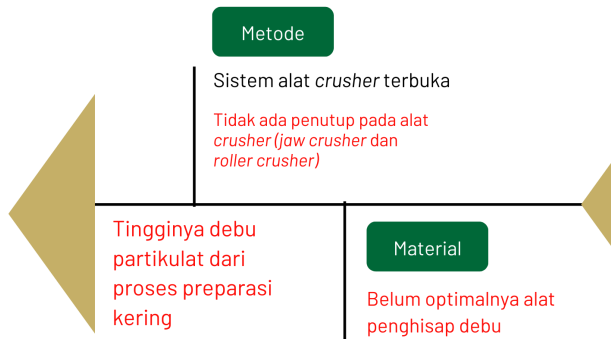 Metode
Sistem alat crusher terbuka
Tidak ada penutup pada alat
crusher (jaw crusher dan
roller crusher)
Tingginya debu
partikulat dari
proses preparasi
kering
Material
Belum optimalnya alat
penghisap debu